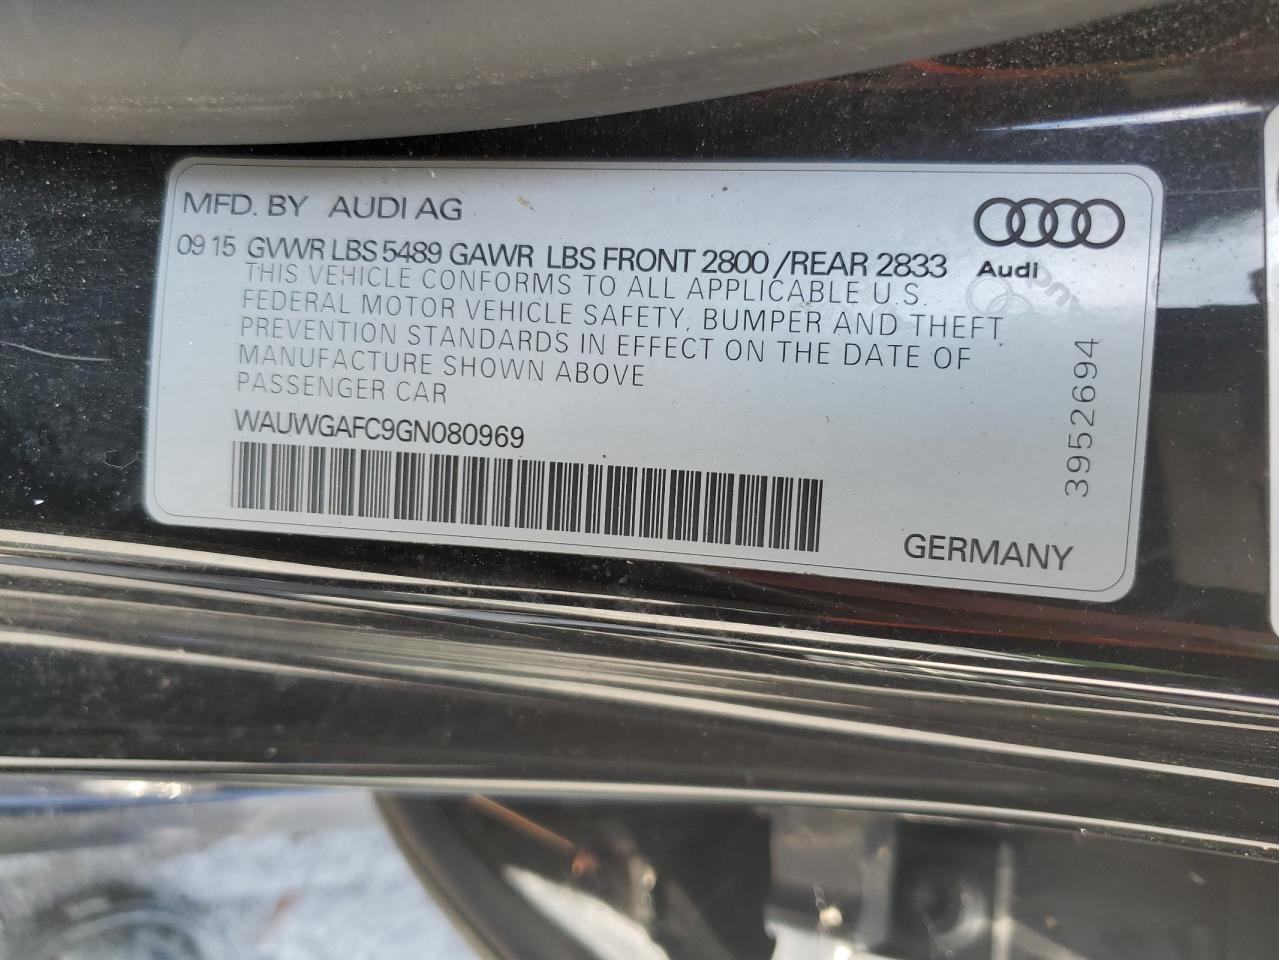 MFD. BY AUDI AG
09 15 GVWR LBS 5489 GAWR LBS FRONT 2800 /REAR 2833
THIS VEHICLE CONFORMS TO ALL APPLICABLE U.S.
FEDERAL MOTOR VEHICLE SAFETY, BUMPER AND THEFT
PREVENTION STANDARDS IN EFFECT ON THE DATE OF
MANUFACTURE SHOWN ABOVE
PASSENGER CAR
WAUWGAFC9GN080969
GERMANY
Audi
Audi
3952694